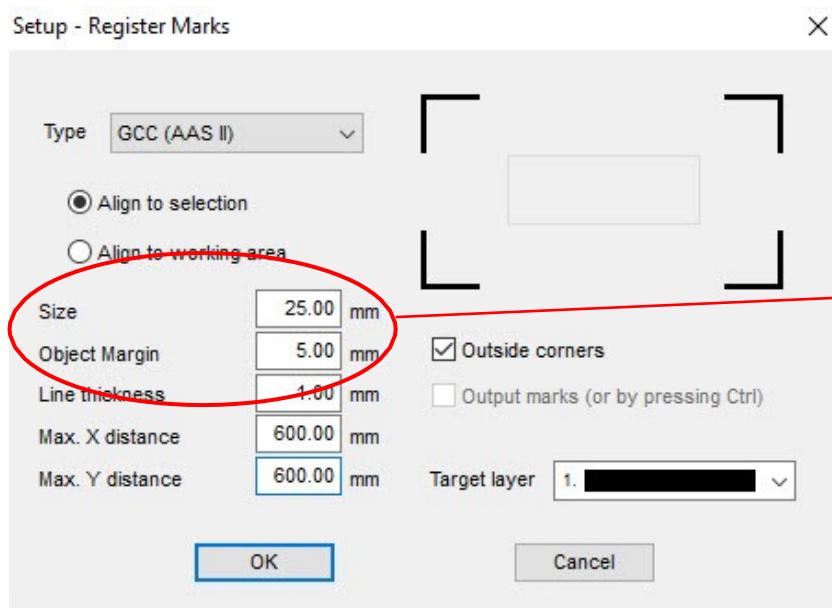 Setup - Register Marks
Type GCC (AAS II)
Align to selection
Align to working area
Size 25.00 mm
Object Margin 5.00 mm
Line thickness 1.00 mm
Max. X distance 600.00 mm
Max. Y distance 600.00 mm
Outside corners
Output marks (or by pressing Ctrl)
Target layer 1.
OK Cancel